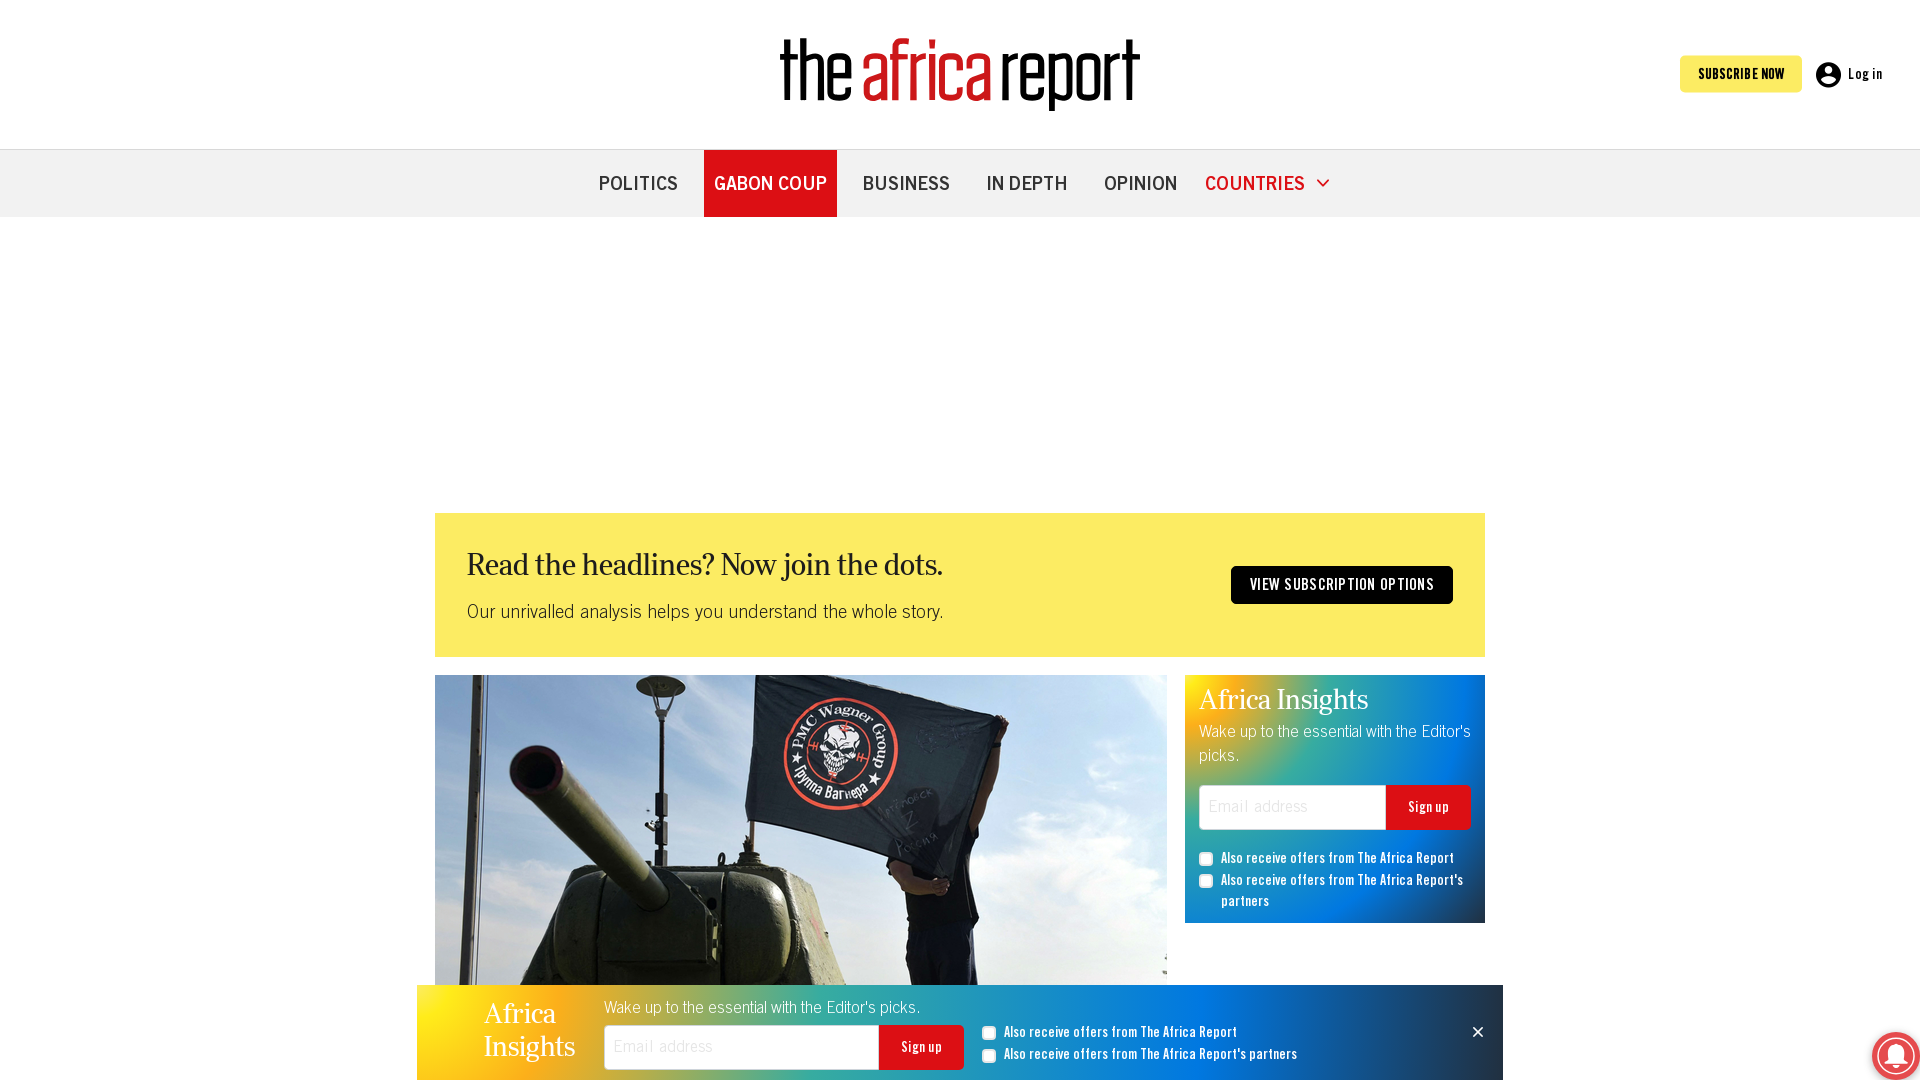 the africa report
SUBSCRIBE NOW
Log in
POLITICS
GABON COUP
BUSINESS
IN DEPTH
OPINION
COUNTRIES
Read the headlines? Now join the dots.
Our unrivalled analysis helps you understand the whole story.
VIEW SUBSCRIPTION OPTIONS
PMC Wagner Group
Группа Вагнера
Z
Россия
Africa Insights
Wake up to the essential with the Editor's
picks.
Email address
Sign up
Also receive offers from The Africa Report
Also receive offers from The Africa Report's
partners
Africa
Insights
Wake up to the essential with the Editor's picks.
Email address
Sign up
Also receive offers from The Africa Report
Also receive offers from The Africa Report's partners
×